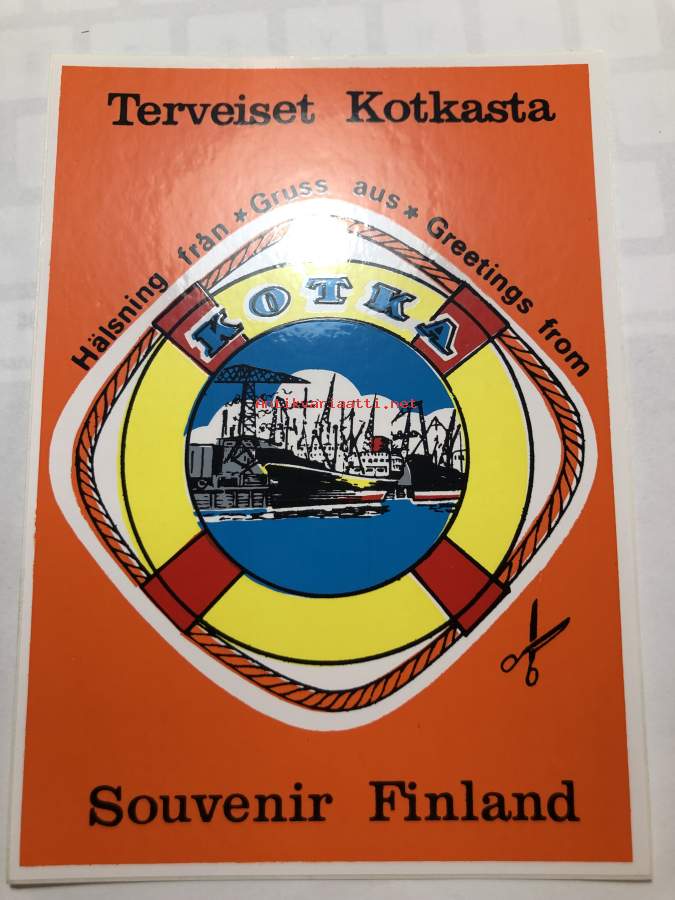 Terveiset Kotkasta
Hälsning från * Gruss aus * Greetings from
KOTKA
Antikvariaatti.net
Souvenir Finland